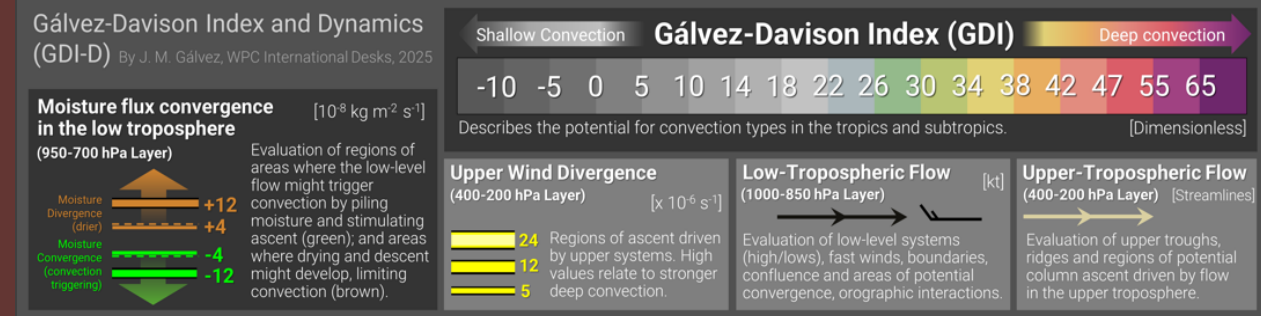 Gálvez-Davison Index and Dynamics
(GDI-D) By J. M. Gálvez, WPC International Desks, 2025
Moisture flux convergence
in the low troposphere
(950-700 hPa Layer)
[10⁻⁸ kg m⁻² s⁻¹]
Moisture
Divergence
(drier)
+12
+4
Moisture
Convergence
(convection
triggering)
-4
-12
Evaluation of regions of
areas where the low-level
flow might trigger
convection by piling
moisture and stimulating
ascent (green); and areas
where drying and descent
might develop, limiting
convection (brown).
Shallow Convection
Gálvez-Davison Index (GDI)
Deep convection
-10 -5 0 5 10 14 18 22 26 30 34 38 42 47 55 65
Describes the potential for convection types in the tropics and subtropics.
[Dimensionless]
Upper Wind Divergence
(400-200 hPa Layer)
[x 10⁻⁶ s⁻¹]
24
12
5
Regions of ascent driven
by upper systems. High
values relate to stronger
deep convection.
Low-Tropospheric Flow
(1000-850 hPa Layer)
[kt]
Evaluation of low-level systems
(high/lows), fast winds, boundaries,
confluence and areas of potential
convergence, orographic interactions.
Upper-Tropospheric Flow
(400-200 hPa Layer) [Streamlines]
Evaluation of upper troughs,
ridges and regions of potential
column ascent driven by flow
in the upper troposphere.